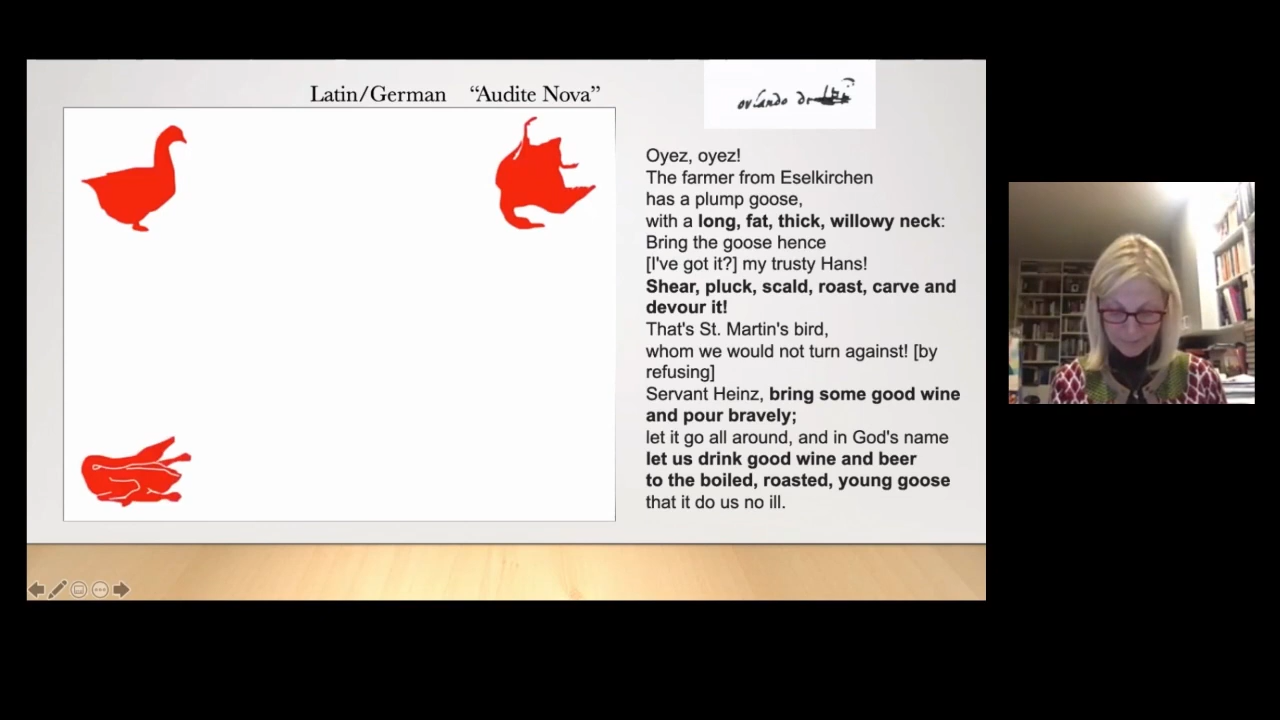 Latin/German “Audite Nova”
orlando de
Oyez, oyez!
The farmer from Eselkirchen
has a plump goose,
with a long, fat, thick, willowy neck:
Bring the goose hence
[I've got it?] my trusty Hans!
Shear, pluck, scald, roast, carve and
devour it!
That's St. Martin's bird,
whom we would not turn against! [by
refusing]
Servant Heinz, bring some good wine
and pour bravely;
let it go all around, and in God's name
let us drink good wine and beer
to the boiled, roasted, young goose
that it do us no ill.